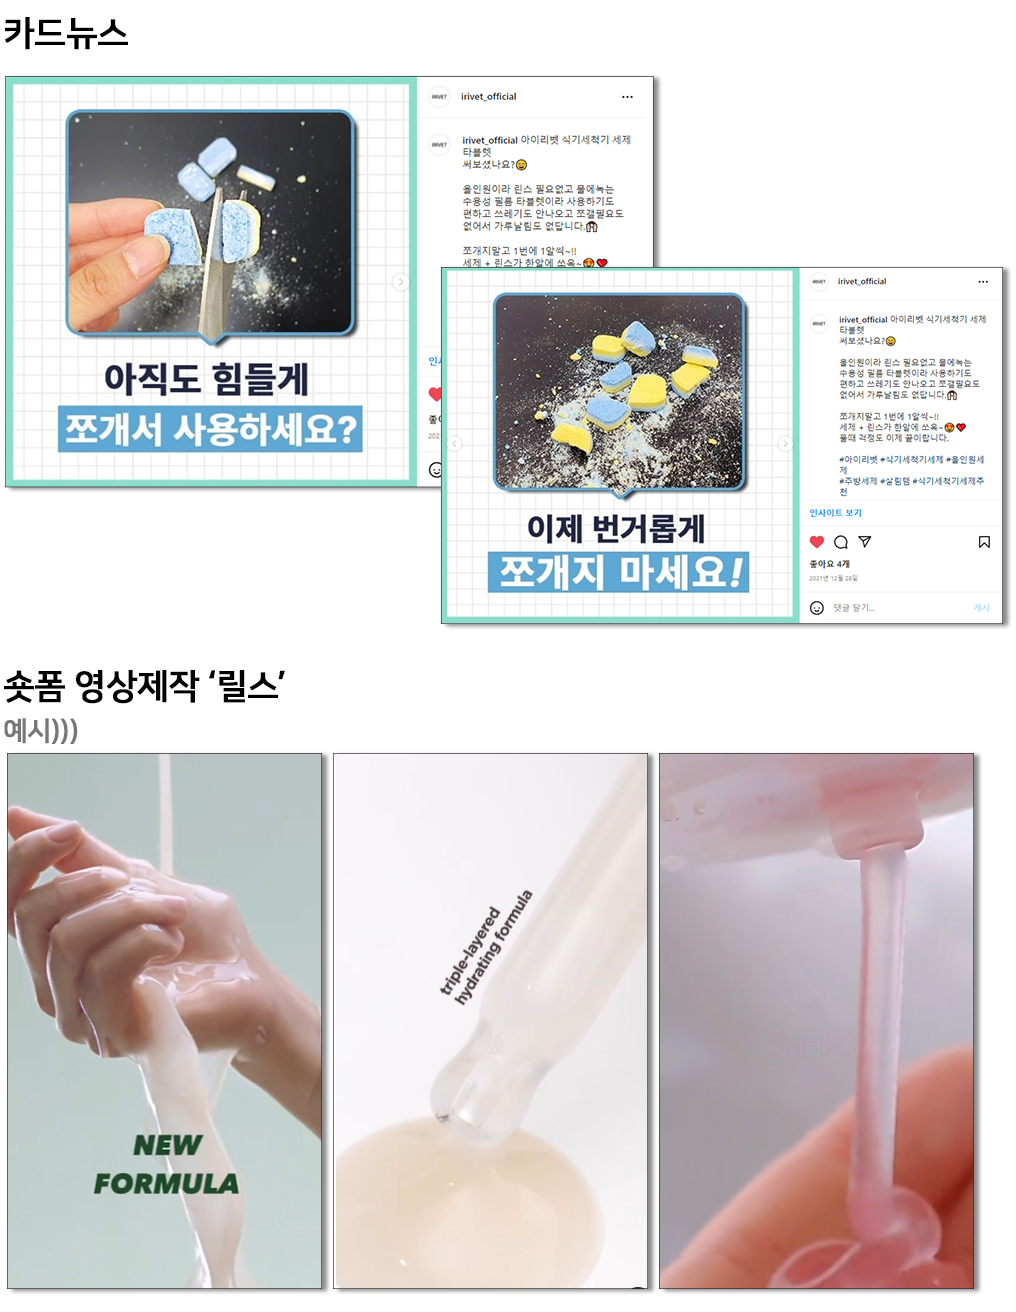 카드뉴스
irivet_official
irivet_official 아이리벳 식기세척기 세제
타블렛
써보셨나요?😄
올인원이라 린스 필요없고 물에녹는
수용성 필름 타블렛이라 사용하기도
편하고 쓰레기도 안나오고 쪼갤필요도
없어서 가루날림도 없답니다.🙌
쪼개지말고 1번에 1알씩~!!
세제 + 린스가 한알에 쏘옥~🥰❤
아직도 힘들게
쪼개서 사용하세요?
irivet_official
irivet_official 아이리벳 식기세척기 세제
타블렛
써보셨나요?😄
올인원이라 린스 필요없고 물에녹는
수용성 필름 타블렛이라 사용하기도
편하고 쓰레기도 안나오고 쪼갤필요도
없어서 가루날림도 없답니다.🙌
쪼개지말고 1번에 1알씩~!!
세제 + 린스가 한알에 쏘옥~🥰❤
물때 걱정도 이제 끝이랍니다.
#아이리벳 #식기세척기세제 #올인원세
제
#주방세제 #살림템 #식기세척기세제추
천
인사이트 보기
좋아요 4개
2021년 12월 28일
댓글 달기...
게시
이제 번거롭게
쪼개지 마세요!
숏폼 영상제작 ‘릴스’
예시)))
NEW
FORMULA
triple-layered
hydrating formula